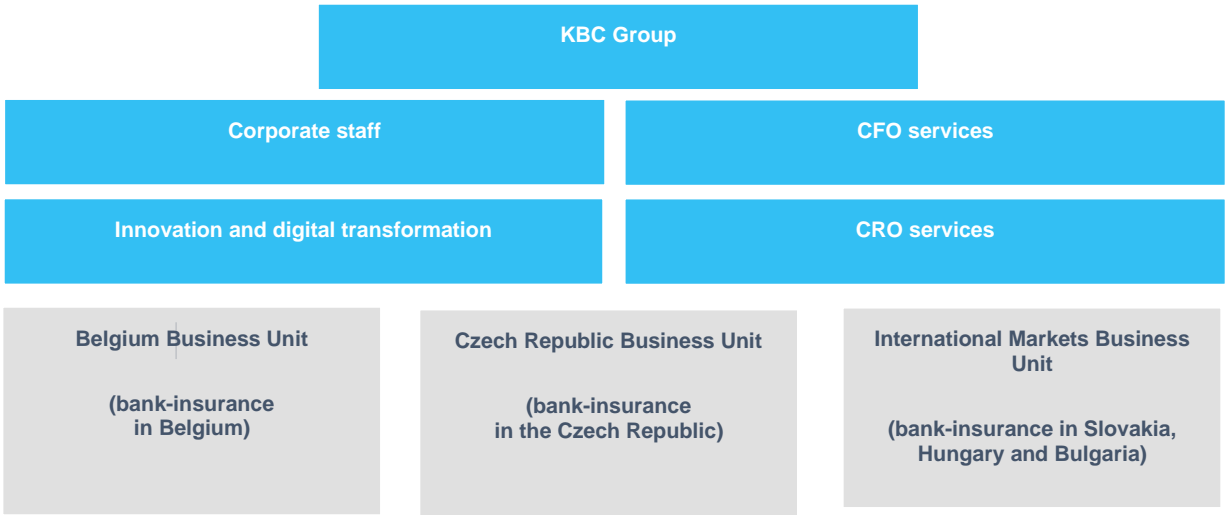 KBC Group
Corporate staff
CFO services
Innovation and digital transformation
CRO services
Belgium Business Unit
(bank-insurance
in Belgium)
Czech Republic Business Unit
(bank-insurance
in the Czech Republic)
International Markets Business
Unit
(bank-insurance in Slovakia,
Hungary and Bulgaria)